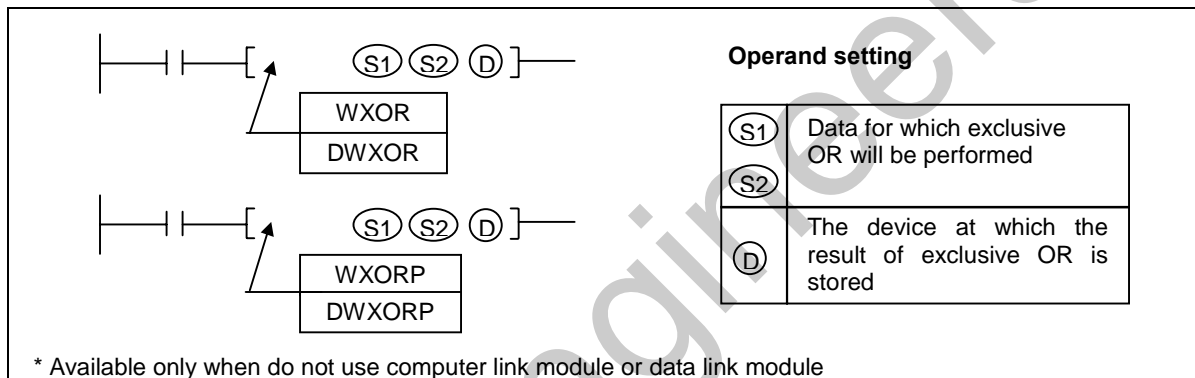 S1 S2 D
WXOR
DWXOR
S1 S2 D
WXORP
DWXORP
Operand setting
S1
S2
Data for which exclusive
OR will be performed
D
The device at which the
result of exclusive OR is
stored
* Available only when do not use computer link module or data link module